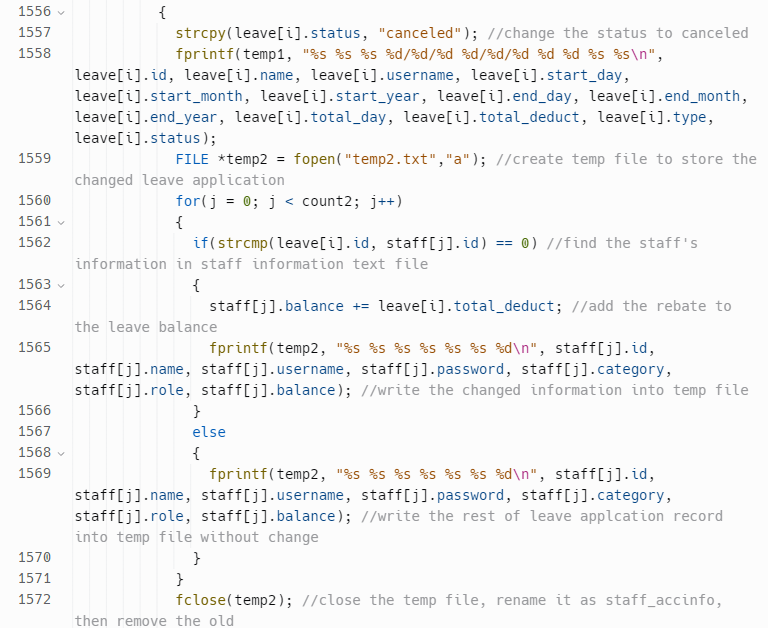 1556 {
1557 strcpy(leave[i].status, "canceled"); //change the status to canceled
1558 fprintf(temp1, "%s %s %s %d/%d/%d %d/%d/%d %d %d %s %s\n",
leave[i].id, leave[i].name, leave[i].username, leave[i].start_day,
leave[i].start_month, leave[i].start_year, leave[i].end_day, leave[i].end_month,
leave[i].end_year, leave[i].total_day, leave[i].total_deduct, leave[i].type,
leave[i].status);
1559 FILE *temp2 = fopen("temp2.txt","a"); //create temp file to store the
changed leave application
1560 for(j = 0; j < count2; j++)
1561 {
1562 if(strcmp(leave[i].id, staff[j].id) == 0) //find the staff's
information in staff information text file
1563 {
1564 staff[j].balance += leave[i].total_deduct; //add the rebate to
the leave balance
1565 fprintf(temp2, "%s %s %s %s %s %s %d\n", staff[j].id,
staff[j].name, staff[j].username, staff[j].password, staff[j].category,
staff[j].role, staff[j].balance); //write the changed information into temp file
1566 }
1567 else
1568 {
1569 fprintf(temp2, "%s %s %s %s %s %s %d\n", staff[j].id,
staff[j].name, staff[j].username, staff[j].password, staff[j].category,
staff[j].role, staff[j].balance); //write the rest of leave applcation record
into temp file without change
1570 }
1571 }
1572 fclose(temp2); //close the temp file, rename it as staff_accinfo,
then remove the old